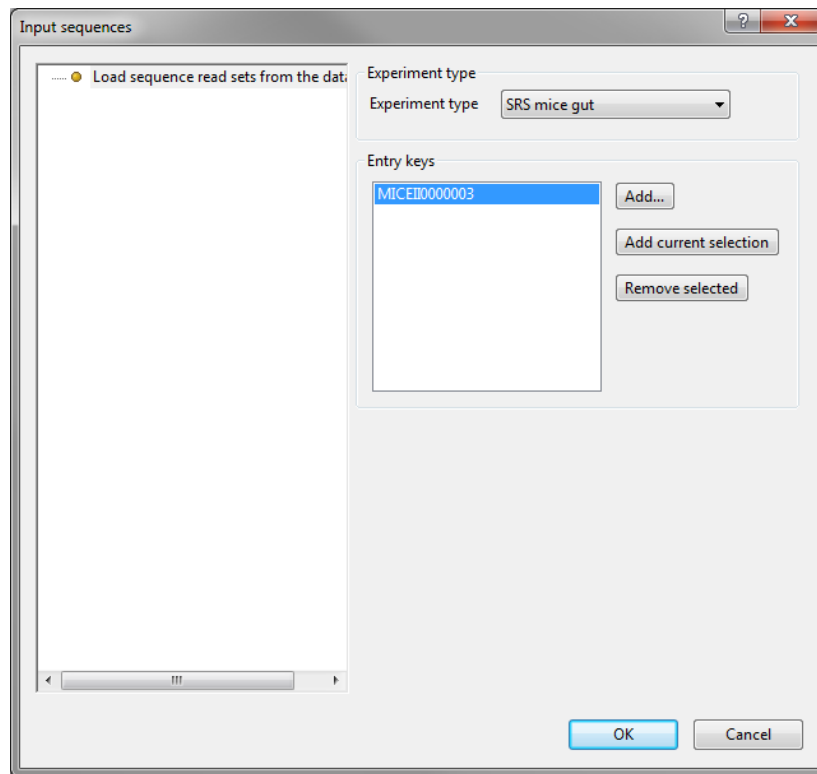 Input sequences
Load sequence read sets from the data
Experiment type
Experiment type SRS mice gut
Entry keys
MICEII0000003
Add...
Add current selection
Remove selected
OK Cancel